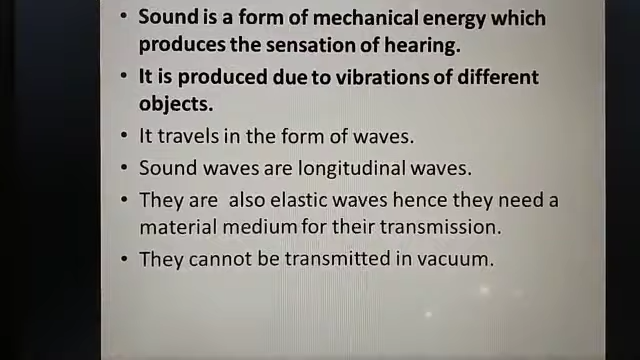 • Sound is a form of mechanical energy which
produces the sensation of hearing.
• It is produced due to vibrations of different
objects.
• It travels in the form of waves.
• Sound waves are longitudinal waves.
• They are also elastic waves hence they need a
material medium for their transmission.
• They cannot be transmitted in vacuum.